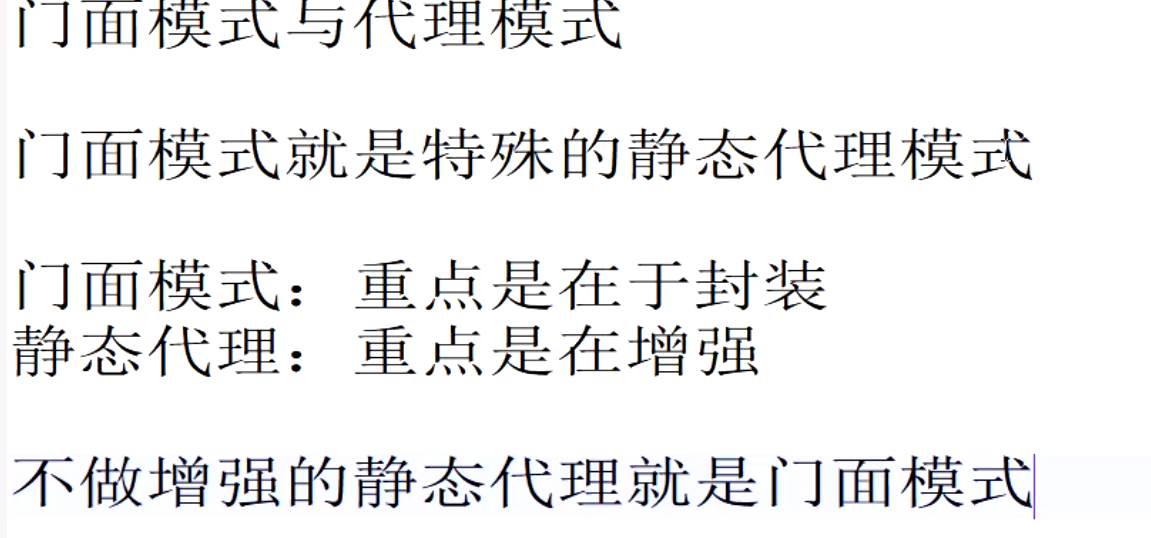 门面模式与代理模式
门面模式就是特殊的静态代理模式
门面模式：重点是在于封装
静态代理：重点是在增强
不做增强的静态代理就是门面模式